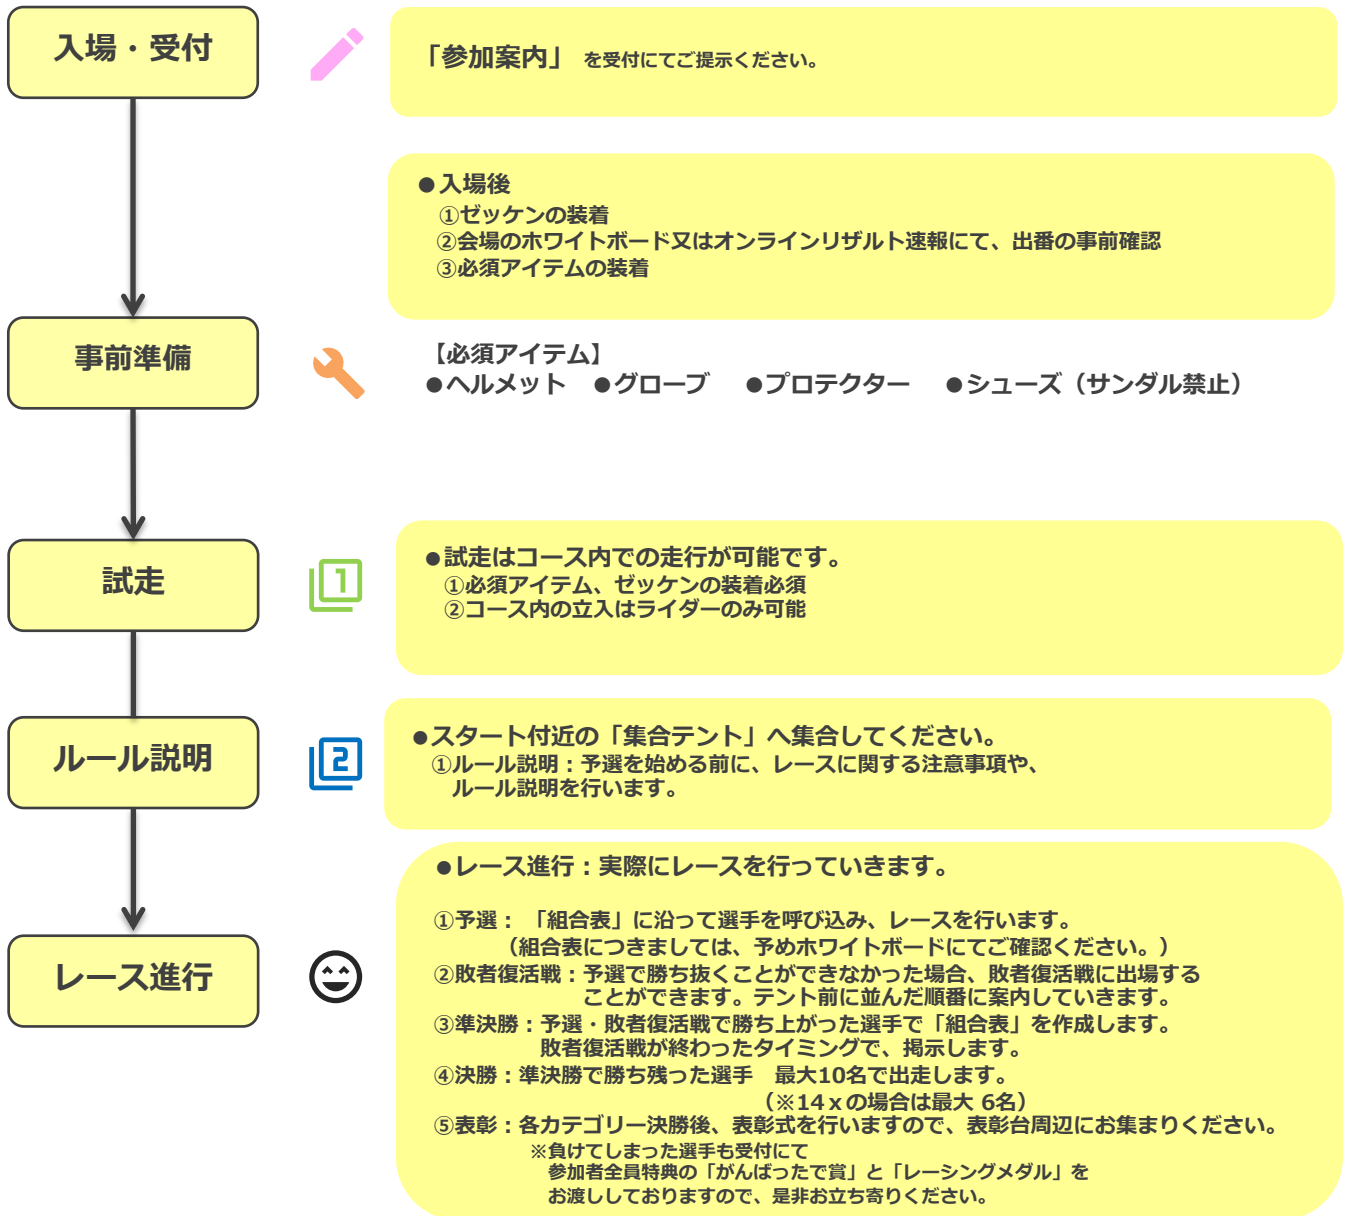 入場・受付
「参加案内」 を受付にてご提示ください。
●入場後
①ゼッケンの装着
②会場のホワイトボード又はオンラインリザルト速報にて、出番の事前確認
③必須アイテムの装着
事前準備
【必須アイテム】
●ヘルメット ●グローブ ●プロテクター ●シューズ（サンダル禁止）
試走
1
●試走はコース内での走行が可能です。
①必須アイテム、ゼッケンの装着必須
②コース内の立入はライダーのみ可能
ルール説明
2
●スタート付近の「集合テント」へ集合してください。
①ルール説明：予選を始める前に、レースに関する注意事項や、
ルール説明を行います。
レース進行
●レース進行：実際にレースを行っていきます。
①予選： 「組合表」に沿って選手を呼び込み、レースを行います。
（組合表につきましては、予めホワイトボードにてご確認ください。）
②敗者復活戦：予選で勝ち抜くことができなかった場合、敗者復活戦に出場する
ことができます。テント前に並んだ順番に案内していきます。
③準決勝：予選・敗者復活戦で勝ち上がった選手で「組合表」を作成します。
敗者復活戦が終わったタイミングで、掲示します。
④決勝：準決勝で勝ち残った選手 最大10名で出走します。
（※14ｘの場合は最大 6名）
⑤表彰：各カテゴリー決勝後、表彰式を行いますので、表彰台周辺にお集まりください。
※負けてしまった選手も受付にて
参加者全員特典の「がんばったで賞」と「レーシングメダル」を
お渡ししておりますので、是非お立ち寄りください。